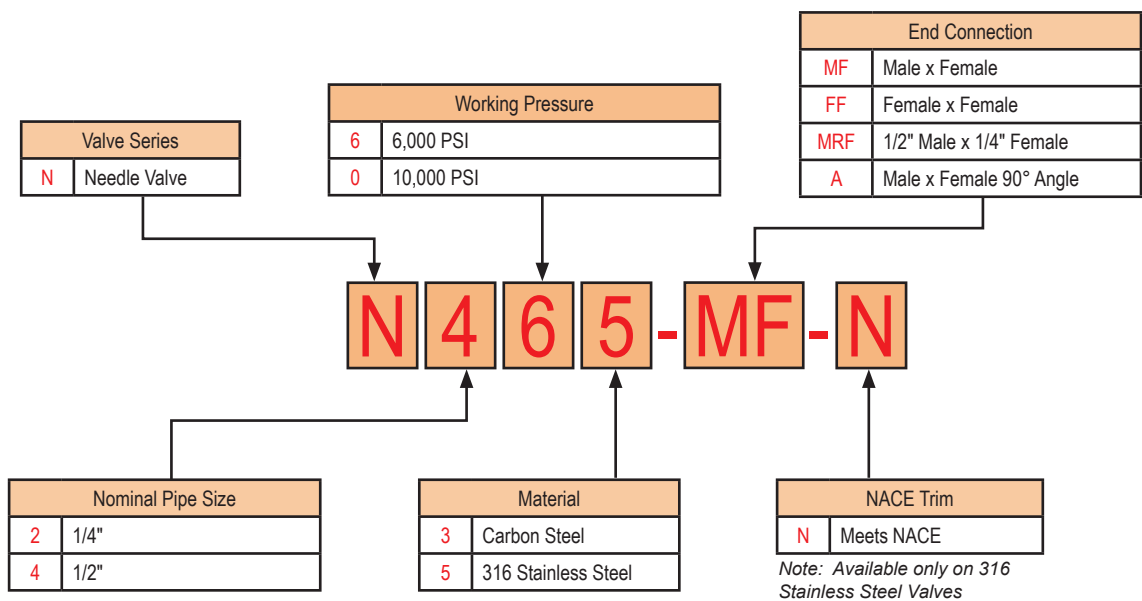 End Connection
MF Male x Female
FF Female x Female
MRF 1/2" Male x 1/4" Female
A Male x Female 90° Angle
Working Pressure
6 6,000 PSI
0 10,000 PSI
Valve Series
N Needle Valve
N 4 6 5 - MF - N
Nominal Pipe Size
2 1/4"
4 1/2"
Material
3 Carbon Steel
5 316 Stainless Steel
NACE Trim
N Meets NACE
Note: Available only on 316
Stainless Steel Valves